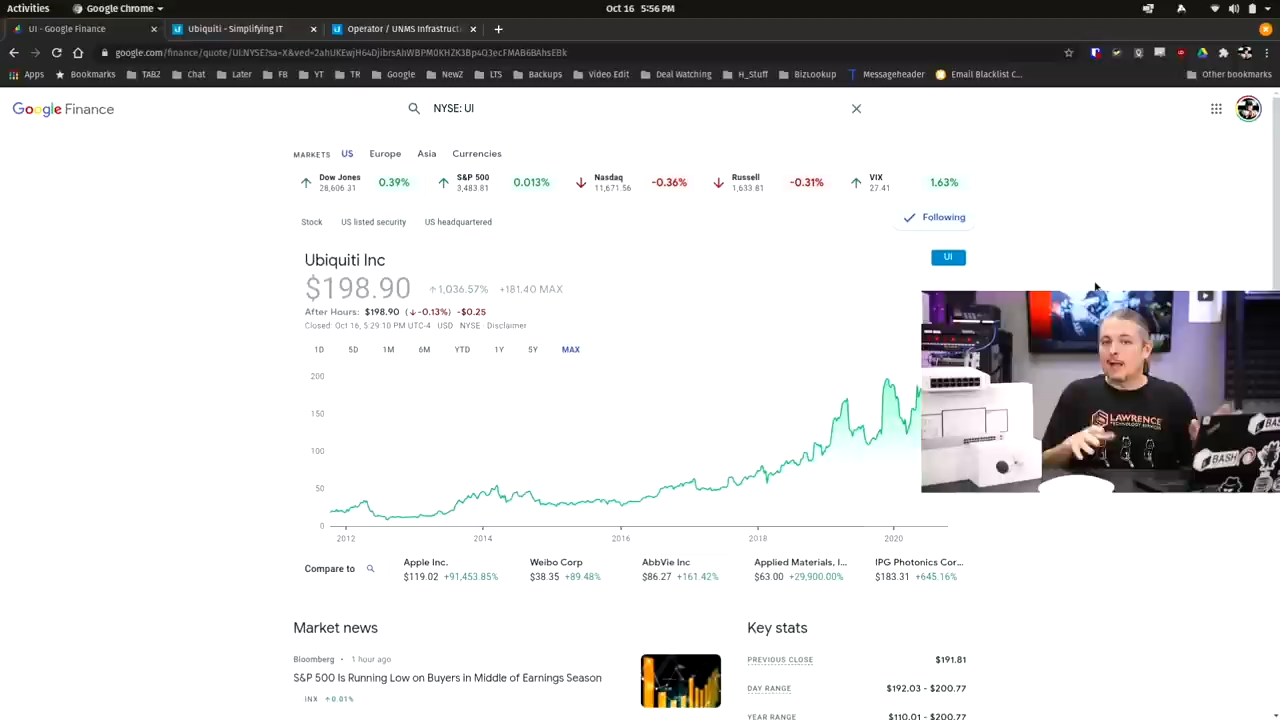 Activities
Google Chrome
Oct 16 5:56 PM
UI - Google Finance
Ubiquiti - Simplifying IT
Operator / UNMS Infrastruct
google.com/finance/quote/UI:NYSE?sa=X&ved=2ahUKEwjH64DjibrsAhWBPM0KHZK3Bp4Q3ecFMAB6BAhsEBk
Apps Bookmarks TABZ Chat Later FB YT TR Google NewZ LTS Backups Video Edit Deal Watching H_Stuff BizLookup Messageheader Email Blacklist C... Other bookmarks
Google Finance
NYSE: UI
MARKETS US Europe Asia Currencies
Dow Jones 28,606.31 0.39%
S&P 500 3,483.81 0.013%
Nasdaq 11,671.56 -0.36%
Russell 1,633.81 -0.31%
VIX 27.41 1.63%
Stock US listed security US headquartered
Following
Ubiquiti Inc
UI
$198.90 ↑1,036.57% +181.40 MAX
After Hours: $198.90 (↓-0.13%) -$0.25
Closed: Oct 16, 5:29:10 PM UTC-4 USD NYSE Disclaimer
1D 5D 1M 6M YTD 1Y 5Y MAX
200
150
100
50
0
2012 2014 2016 2018 2020
LAWRENCE
TECHNOLOGY SERVICES
BASH
Compare to
Apple Inc. $119.02 +91,453.85%
Weibo Corp $38.35 +89.48%
AbbVie Inc $86.27 +161.42%
Applied Materials, I... $63.00 +29,900.00%
IPG Photonics Cor... $183.31 +645.16%
Market news
Bloomberg • 1 hour ago
S&P 500 Is Running Low on Buyers in Middle of Earnings Season
INX ↑0.01%
Key stats
PREVIOUS CLOSE $191.81
DAY RANGE $192.03 - $200.77
YEAR RANGE $110.01 - $200.77